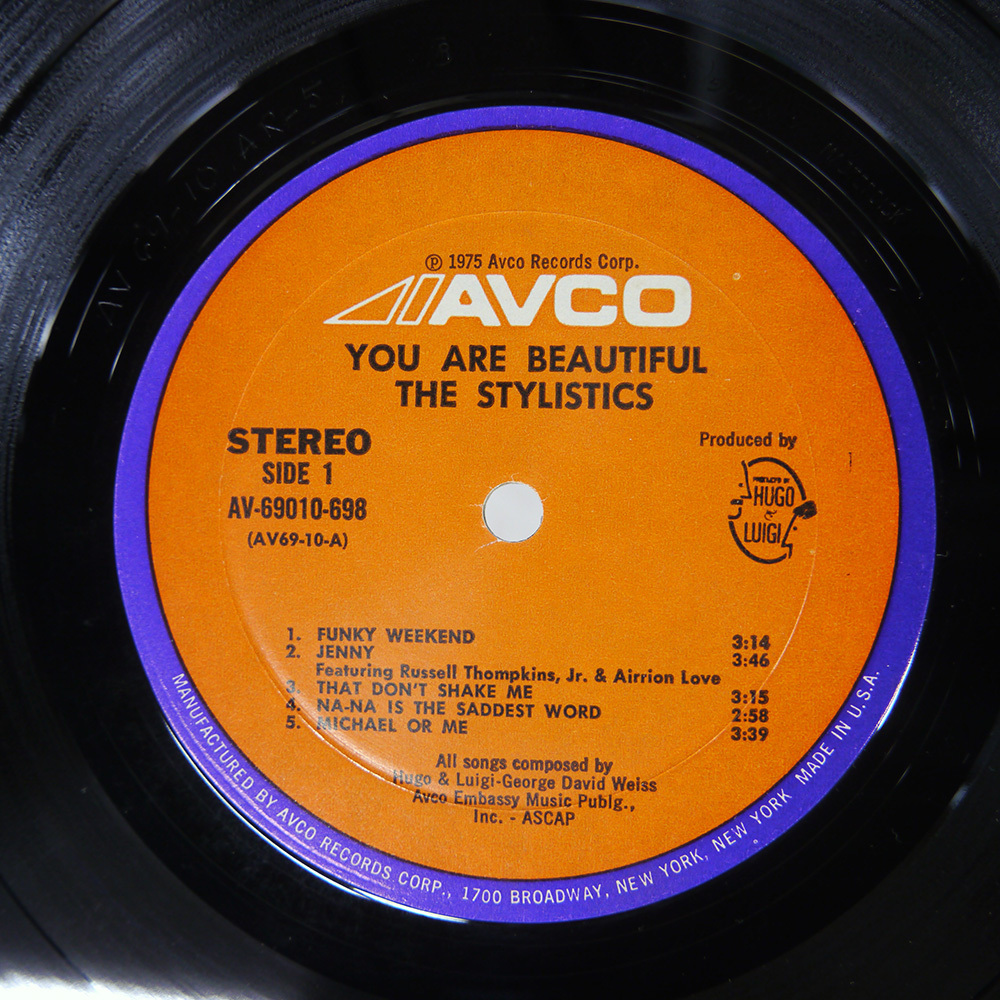 ℗ 1975 Avco Records Corp.
AVCO
YOU ARE BEAUTIFUL
THE STYLISTICS
STEREO
SIDE 1
AV-69010-698
(AV69-10-A)
Produced by
PRODUCED BY
HUGO
&
LUIGI
1. FUNKY WEEKEND 3:14
2. JENNY 3:46
Featuring Russell Thompkins, Jr. & Airrion Love
3. THAT DON'T SHAKE ME 3:15
4. NA-NA IS THE SADDEST WORD 2:58
5. MICHAEL OR ME 3:39
All songs composed by
Hugo & Luigi-George David Weiss
Avco Embassy Music Publg.,
Inc. - ASCAP
MANUFACTURED BY AVCO RECORDS CORP., 1700 BROADWAY, NEW YORK, NEW YORK MADE IN U.S.A.